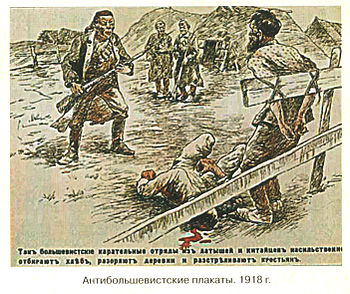 Такъ большевистскіе карательные отряды изъ латышей и китайцевъ насильственно
отбираютъ хлѣбъ, разоряютъ деревни и разстрѣливаютъ крестьянъ.
Антибольшевистские плакаты. 1918 г.